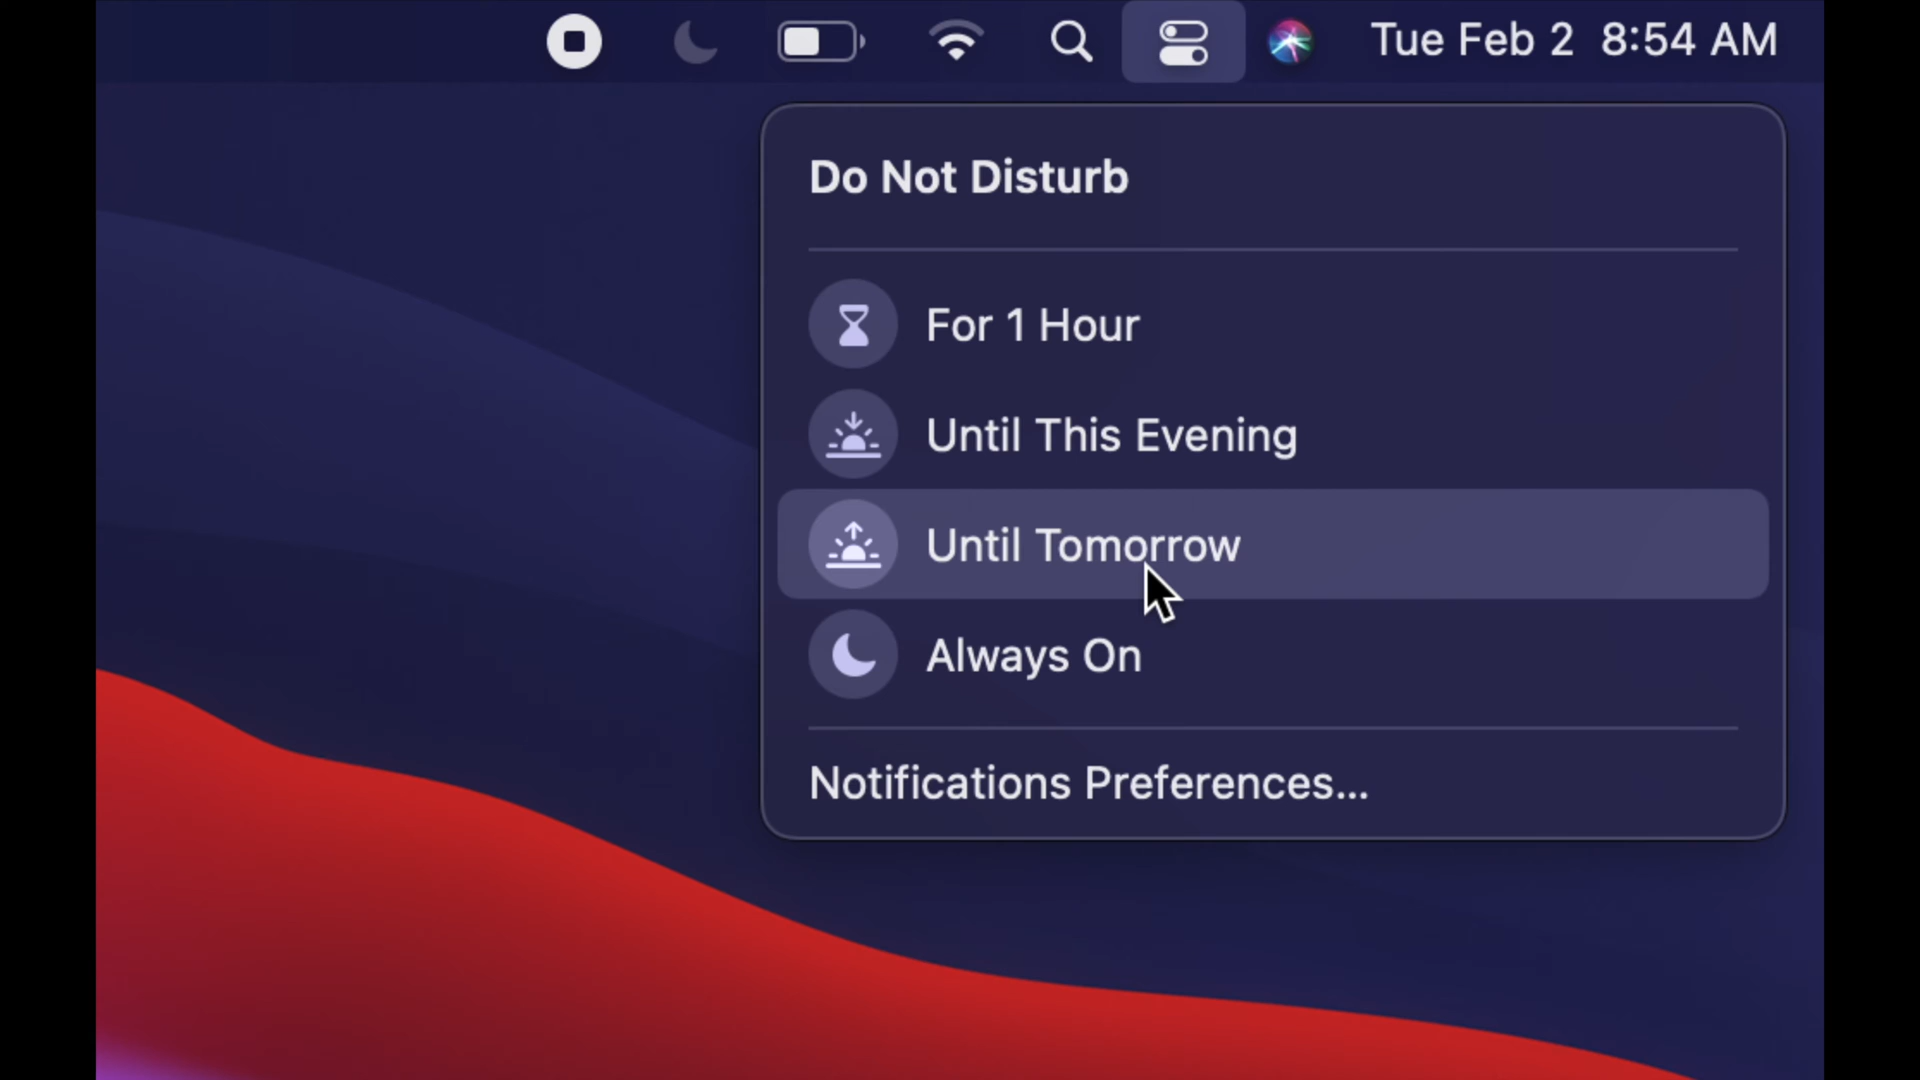 Tue Feb 2 8:54 AM
Do Not Disturb
For 1 Hour
Until This Evening
Until Tomorrow
Always On
Notifications Preferences...